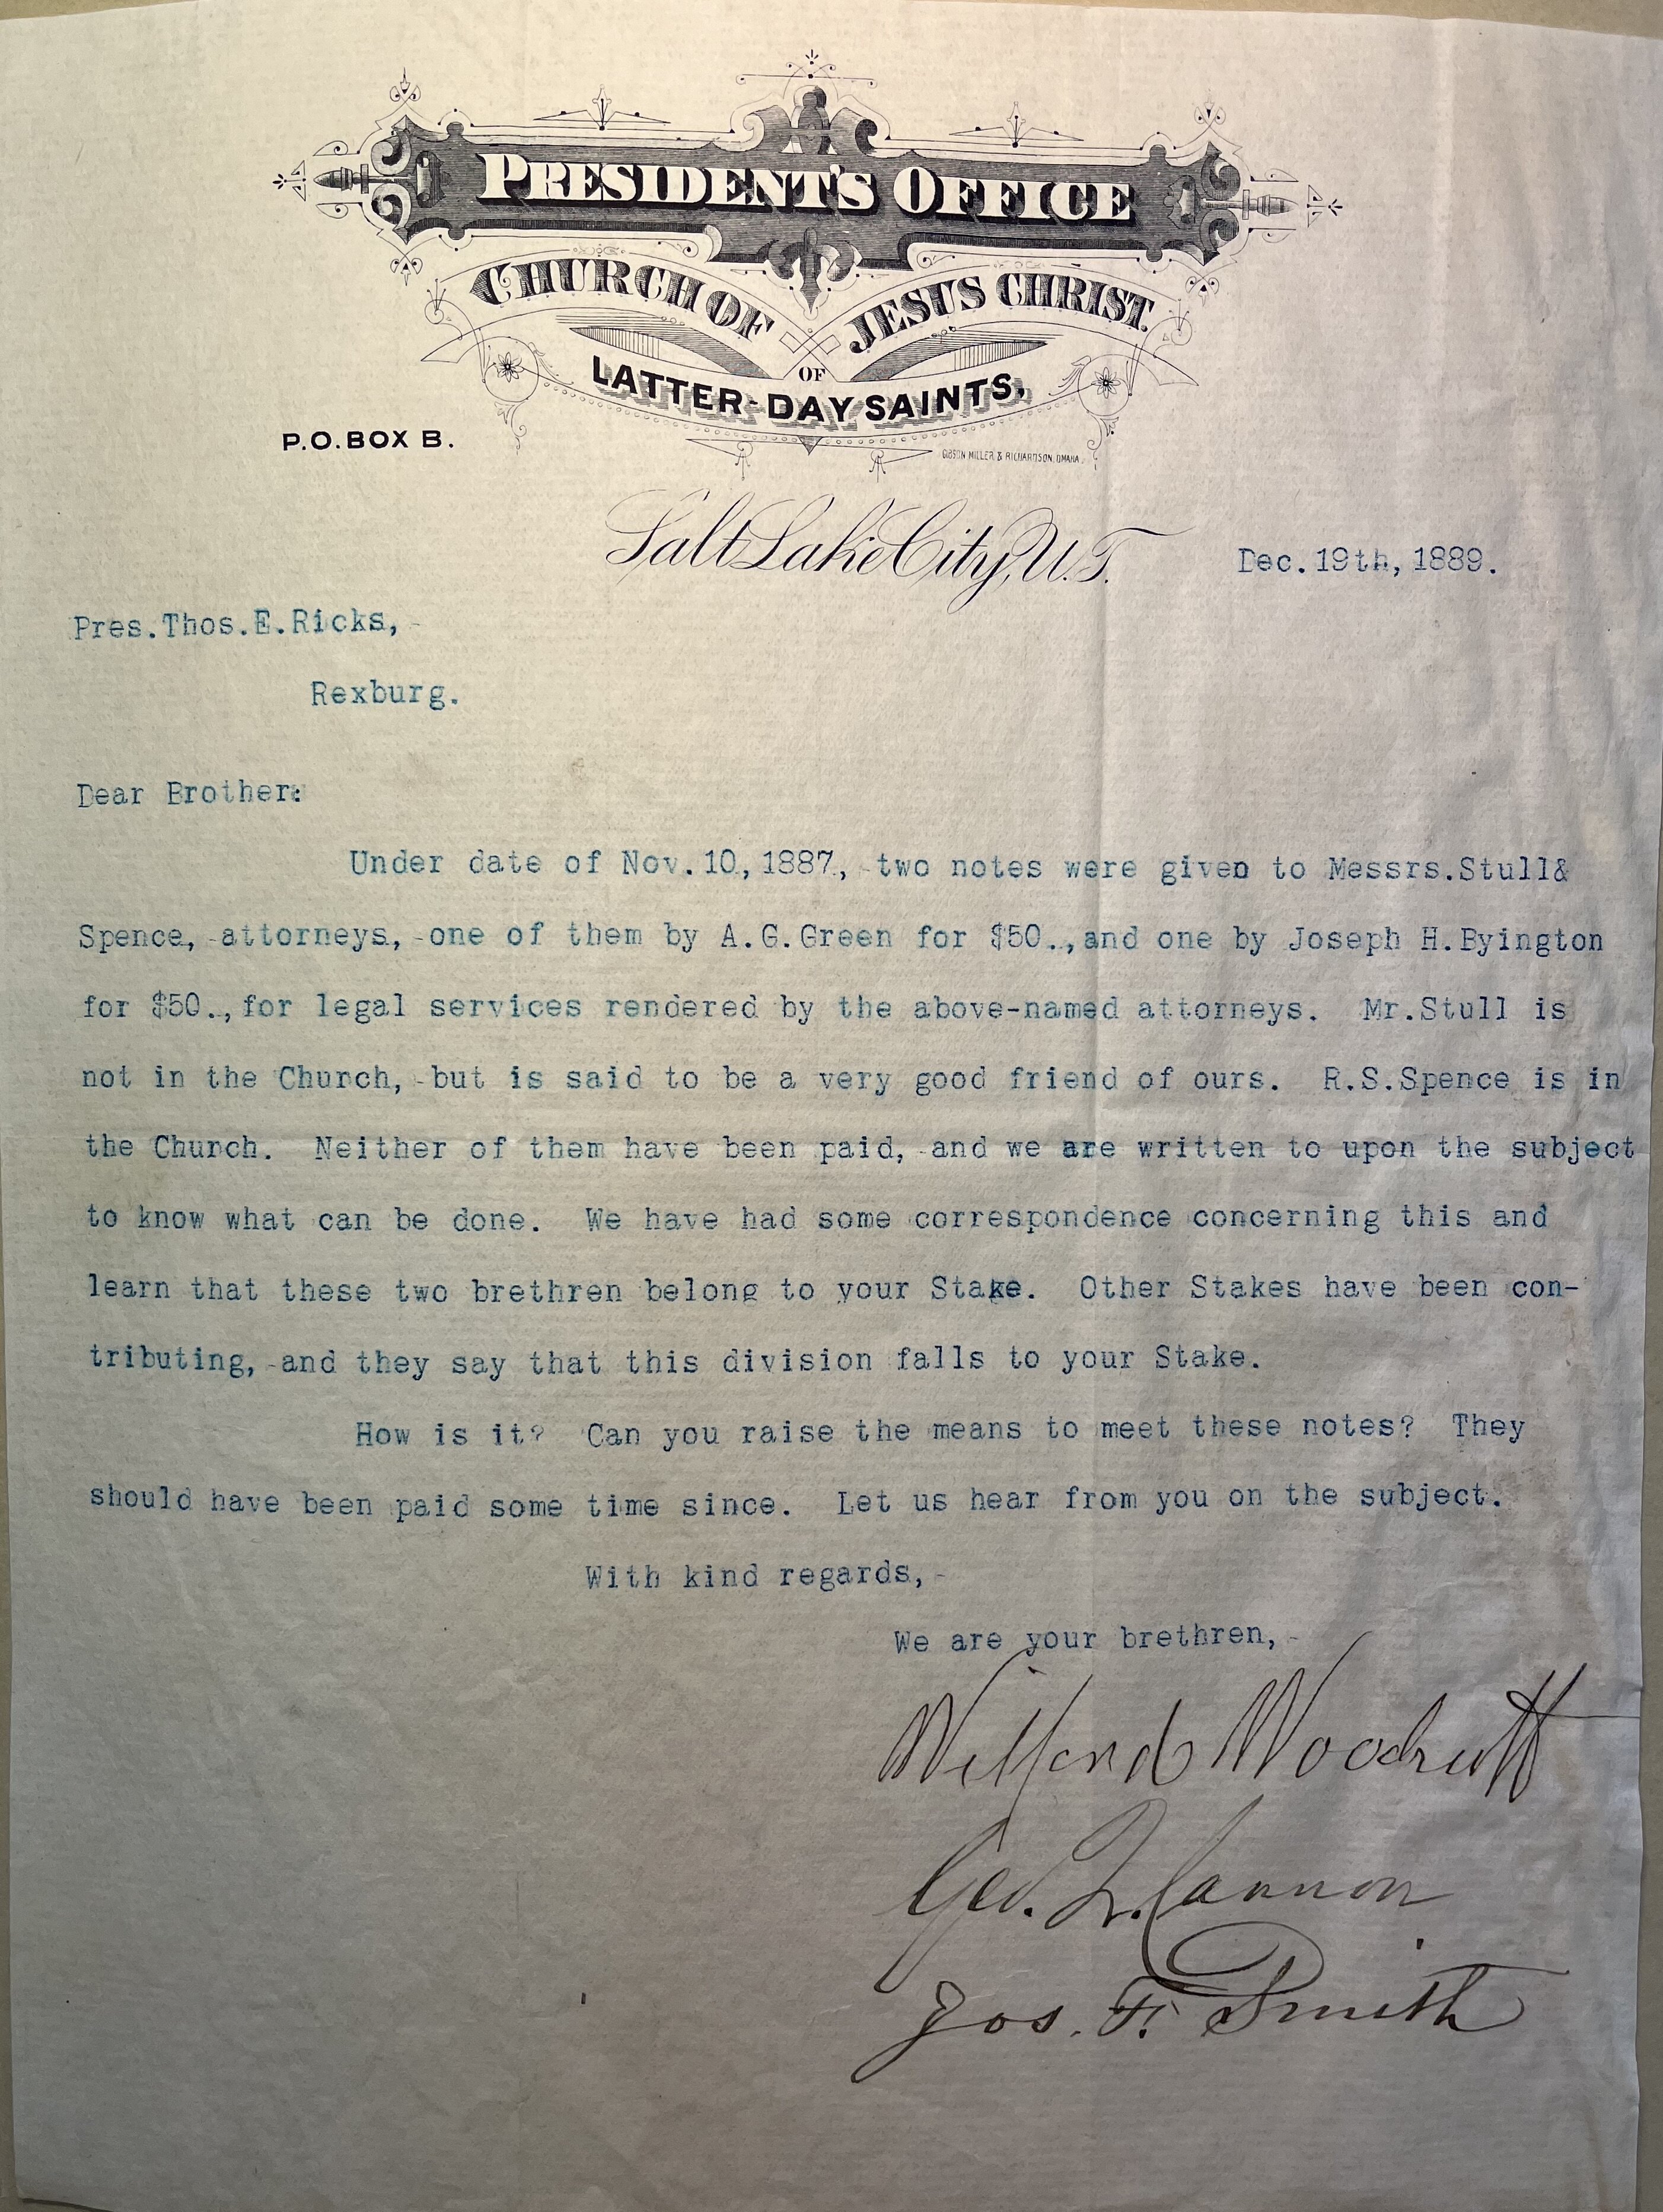 PRESIDENT'S OFFICE
CHURCH OF JESUS CHRIST
OF
LATTER-DAY SAINTS,
P.O. BOX B.
GIBSON MILLER & RICHARDSON, OMAHA.
Salt Lake City, U.T. Dec. 19th, 1889.
Pres. Thos. E. Ricks, -
Rexburg.
Dear Brother:
Under date of Nov. 10, 1887, - two notes were given to Messrs. Stull &
Spence, - attorneys, - one of them by A. G. Green for $50., and one by Joseph H. Byington
for $50., for legal services rendered by the above-named attorneys. Mr. Stull is
not in the Church, - but is said to be a very good friend of ours. R. S. Spence is in
the Church. Neither of them have been paid, - and we are written to upon the subject
to know what can be done. We have had some correspondence concerning this and
learn that these two brethren belong to your Stake. Other Stakes have been con-
tributing, - and they say that this division falls to your Stake.
How is it? Can you raise the means to meet these notes? They
should have been paid some time since. Let us hear from you on the subject.
With kind regards, -
We are your brethren, -
Wilford Woodruff
Geo. Q. Cannon
Jos. F. Smith